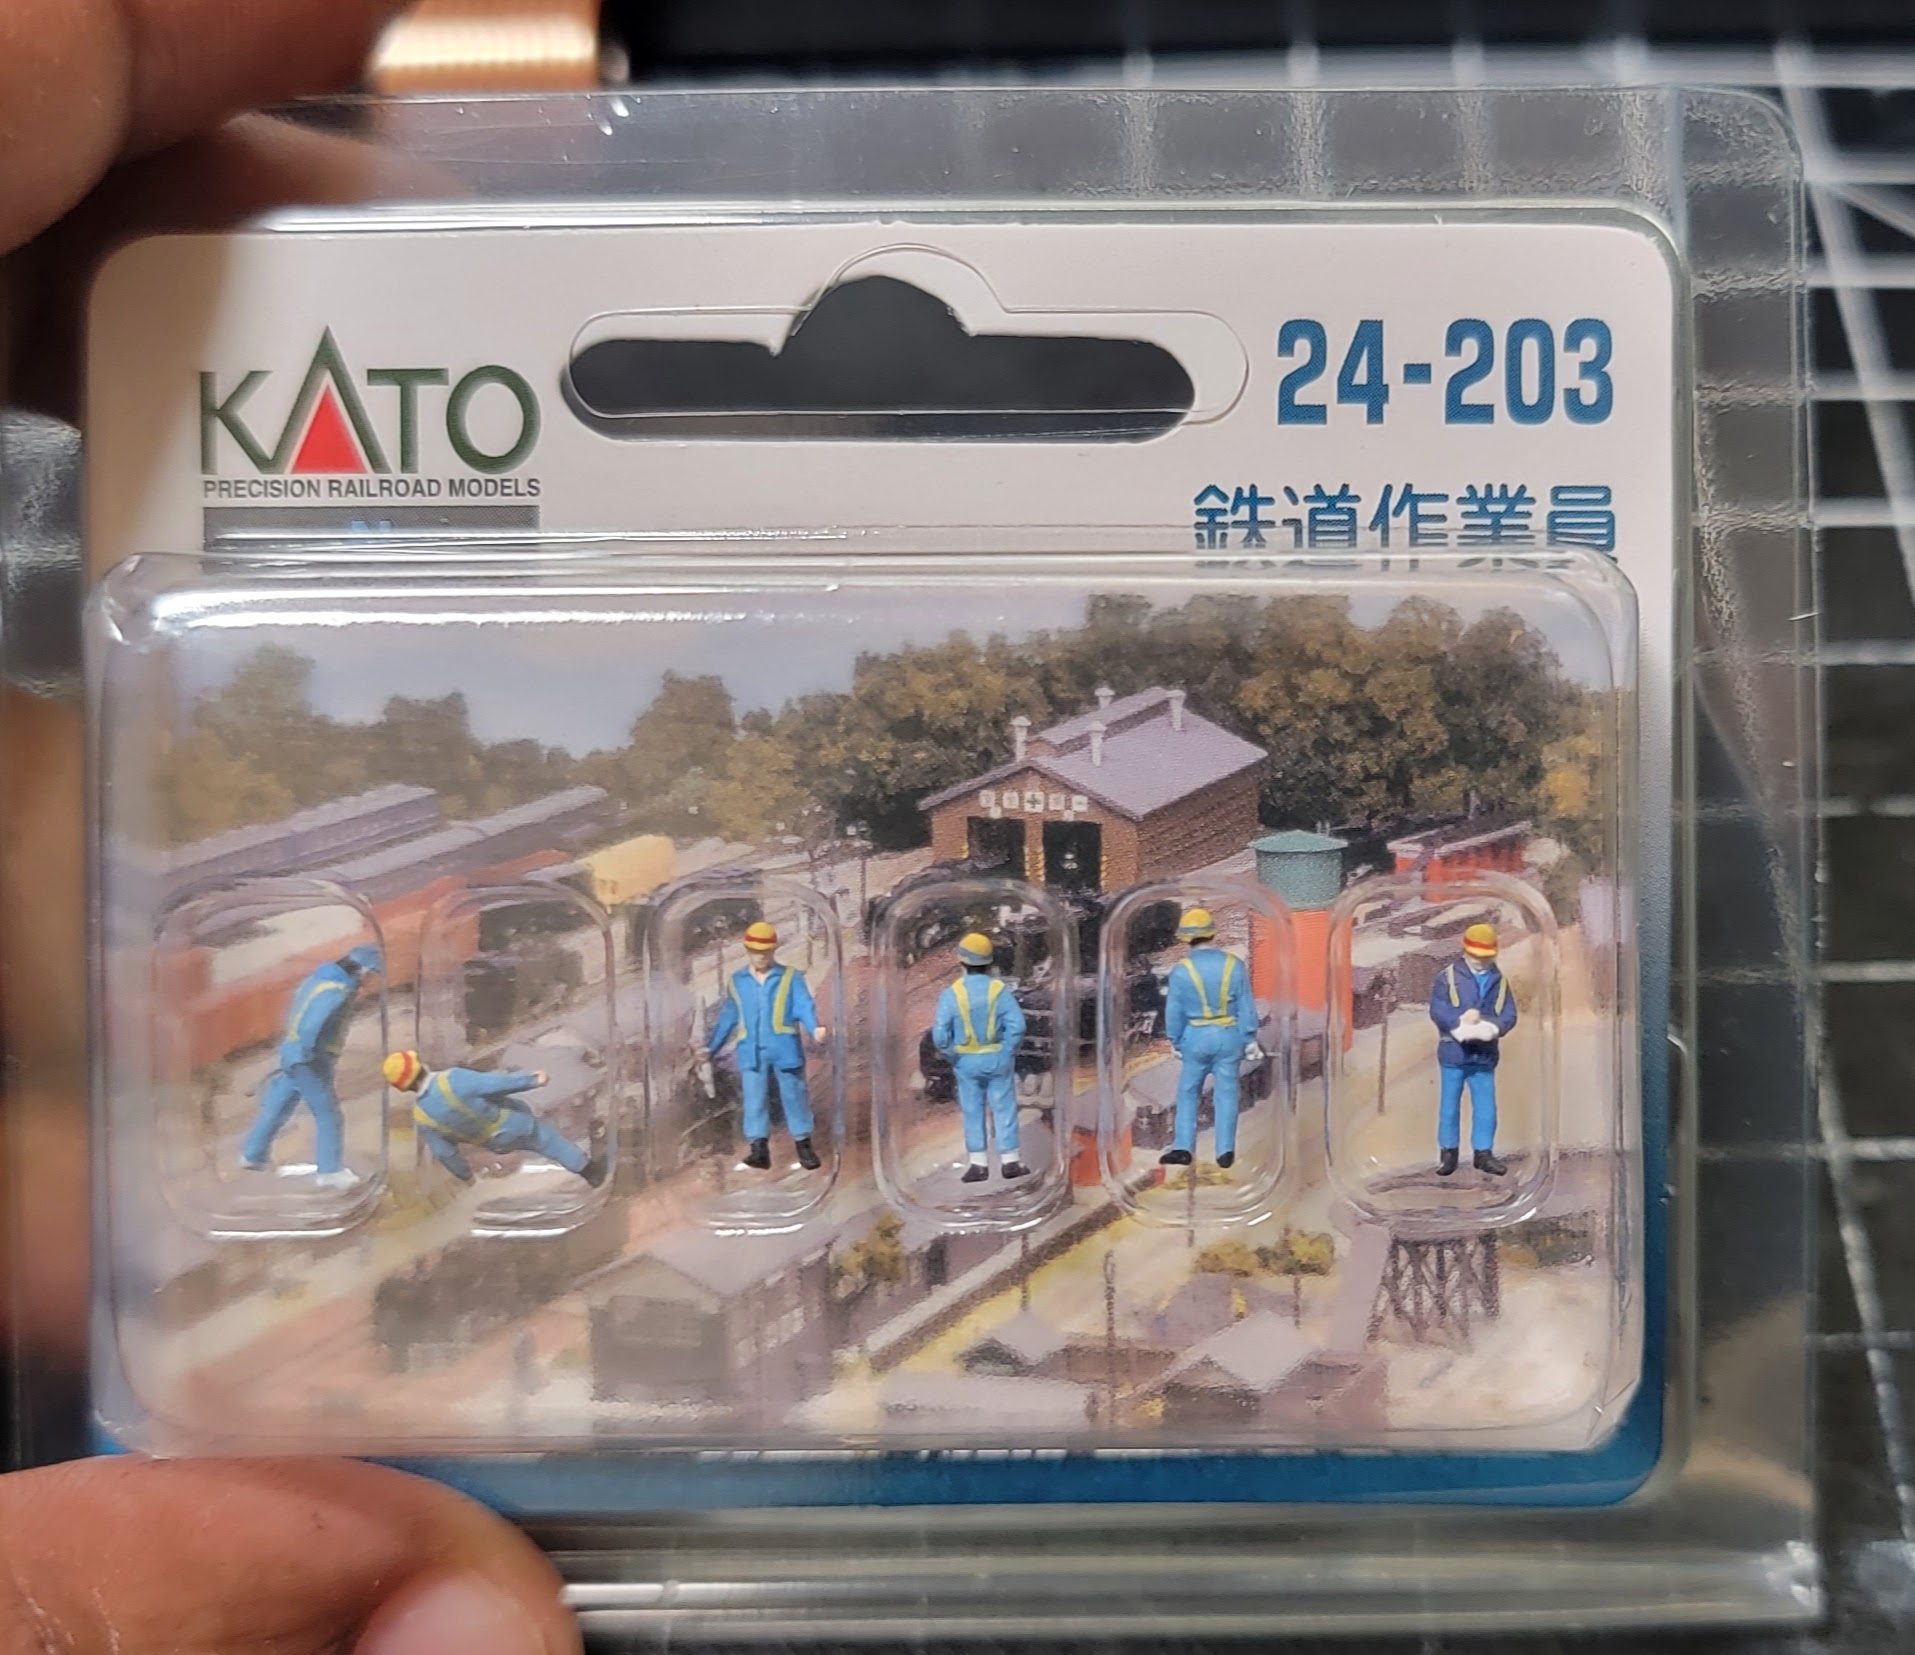 KATO
PRECISION RAILROAD MODELS
24-203
鉄道作業員